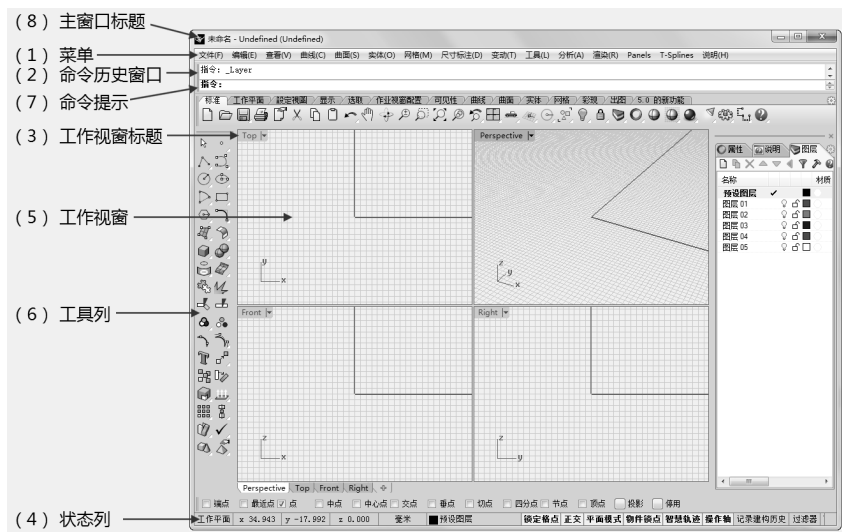 （8）主窗口标题
未命名 - Undefined (Undefined)
（1）菜单
文件(F) 编辑(E) 查看(V) 曲线(C) 曲面(S) 实体(O) 网格(M) 尺寸标注(D) 变动(T) 工具(L) 分析(A) 渲染(R) Panels T-Splines 说明(H)
（2）命令历史窗口
指令: _Layer
（7）命令提示
指令:
标准 工作平面 設定視圖 显示 选取 作业視窗配置 可见性 曲线 曲面 实体 网格 彩現 出图 5.0 的新功能
（3）工作视窗标题
Top
Perspective
属性 说明 图层
名称 材质
预设图层
图层 01
图层 02
图层 03
图层 04
图层 05
（5）工作视窗
y
x
z
y
x
（6）工具列
Front
Right
z
x
z
y
Perspective Top Front Right
端点 最近点 点 中点 中心点 交点 垂点 切点 四分点 节点 顶点 投影 停用
（4）状态列
工作平面 x 34.943 y -17.992 z 0.000 毫米 预设图层 锁定格点 正交 平面模式 物件锁点 智慧轨迹 操作轴 记录建构历史 过滤器